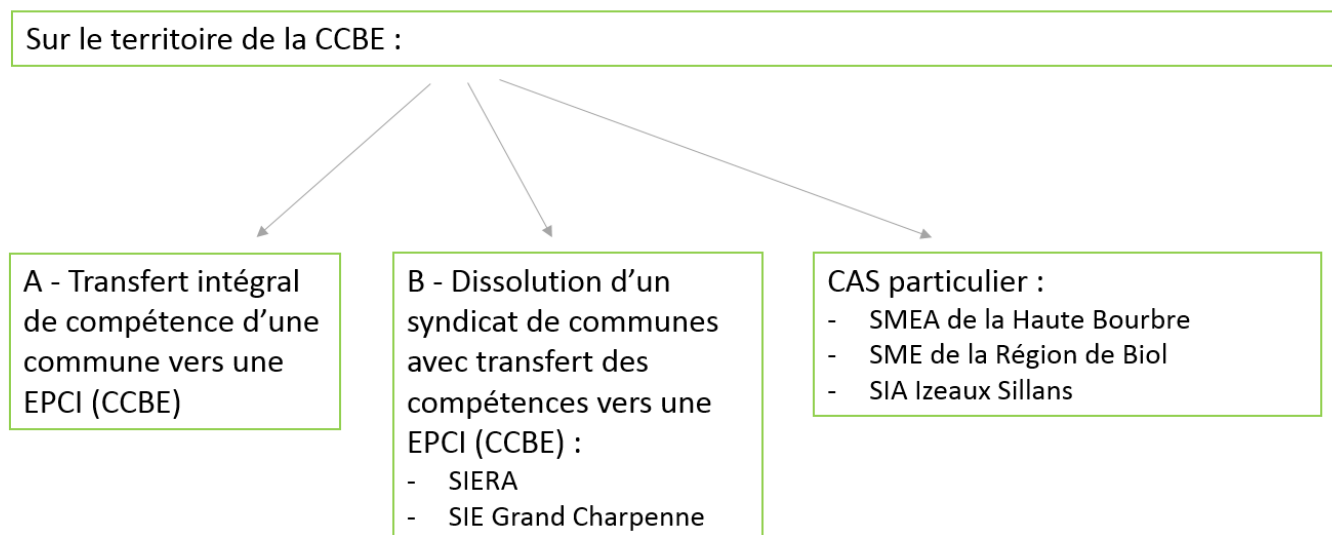 Sur le territoire de la CCBE :
A - Transfert intégral
de compétence d’une
commune vers une
EPCI (CCBE)
B - Dissolution d’un
syndicat de communes
avec transfert des
compétences vers une
EPCI (CCBE) :
- SIERA
- SIE Grand Charpenne
CAS particulier :
- SMEA de la Haute Bourbre
- SME de la Région de Biol
- SIA Izeaux Sillans